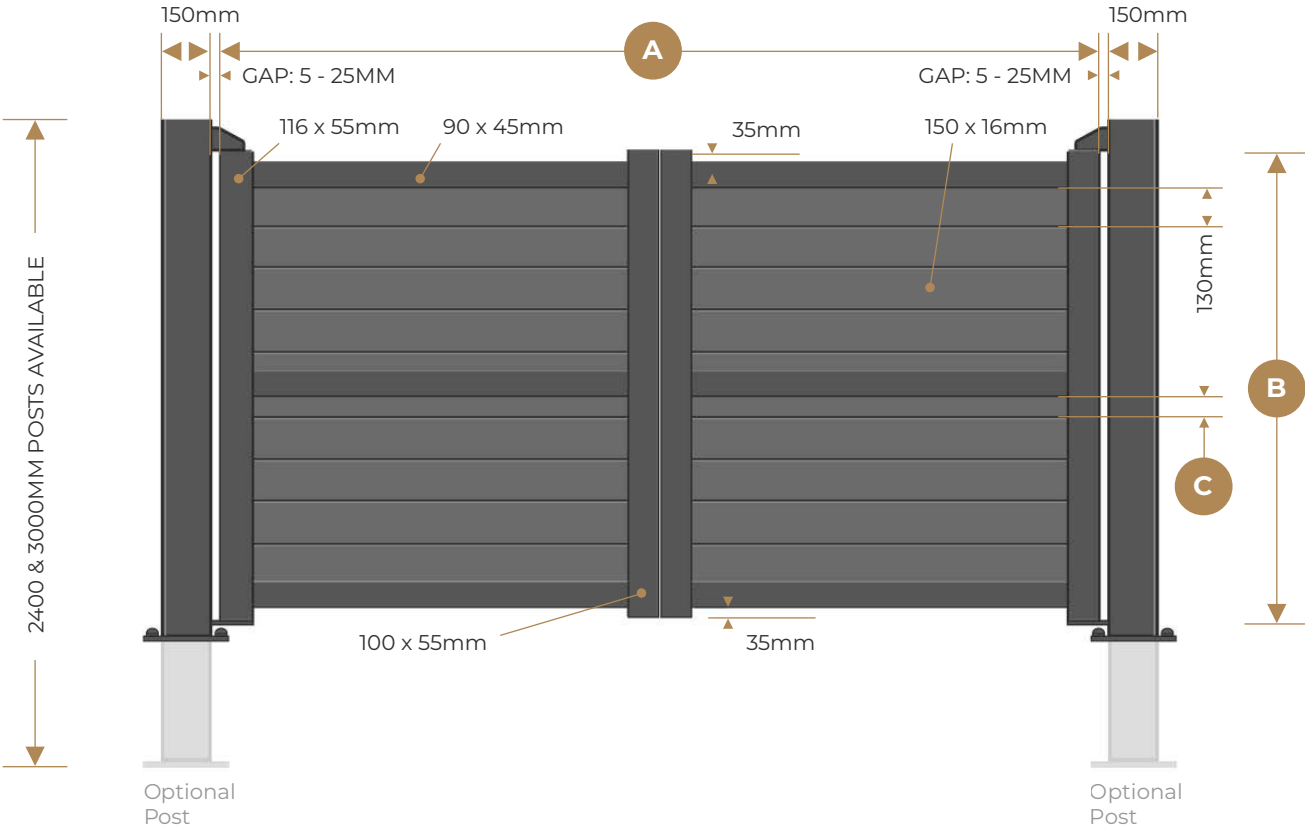 150mm
150mm
A
GAP: 5 - 25MM
GAP: 5 - 25MM
116 x 55mm
90 x 45mm
35mm
150 x 16mm
130mm
2400 & 3000MM POSTS AVAILABLE
B
C
100 x 55mm
35mm
Optional
Post
Optional
Post